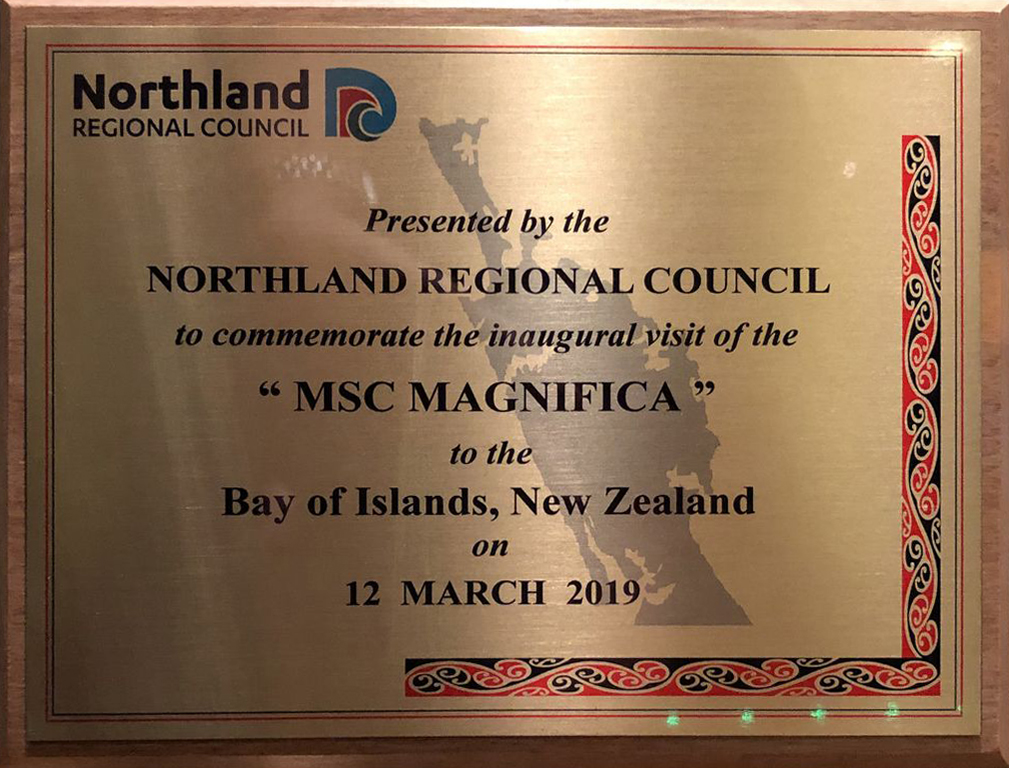 Northland
REGIONAL COUNCIL
Presented by the
NORTHLAND REGIONAL COUNCIL
to commemorate the inaugural visit of the
“ MSC MAGNIFICA ”
to the
Bay of Islands, New Zealand
on
12 MARCH 2019